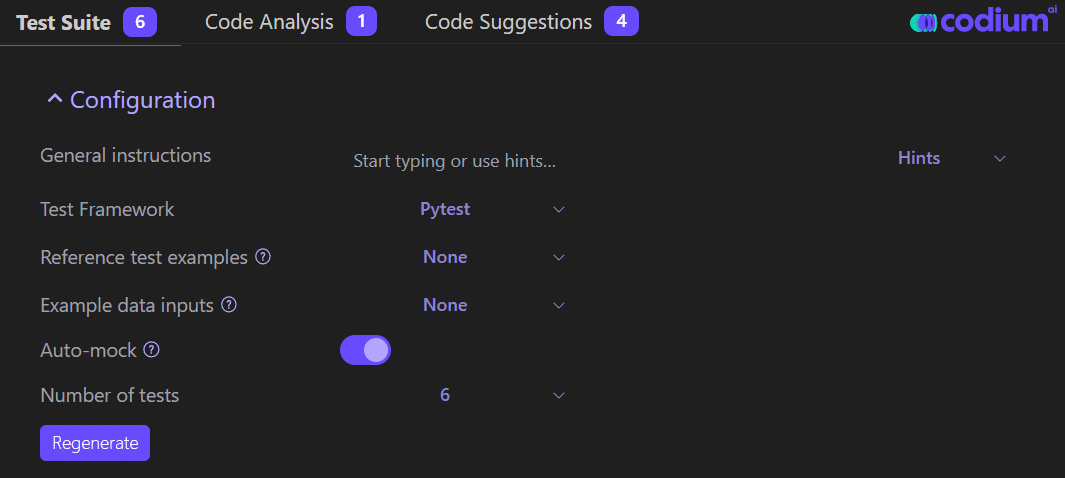 Test Suite 6 Code Analysis 1 Code Suggestions 4 codium ai
Configuration
General instructions Start typing or use hints... Hints
Test Framework Pytest
Reference test examples ? None
Example data inputs ? None
Auto-mock ?
Number of tests 6
Regenerate